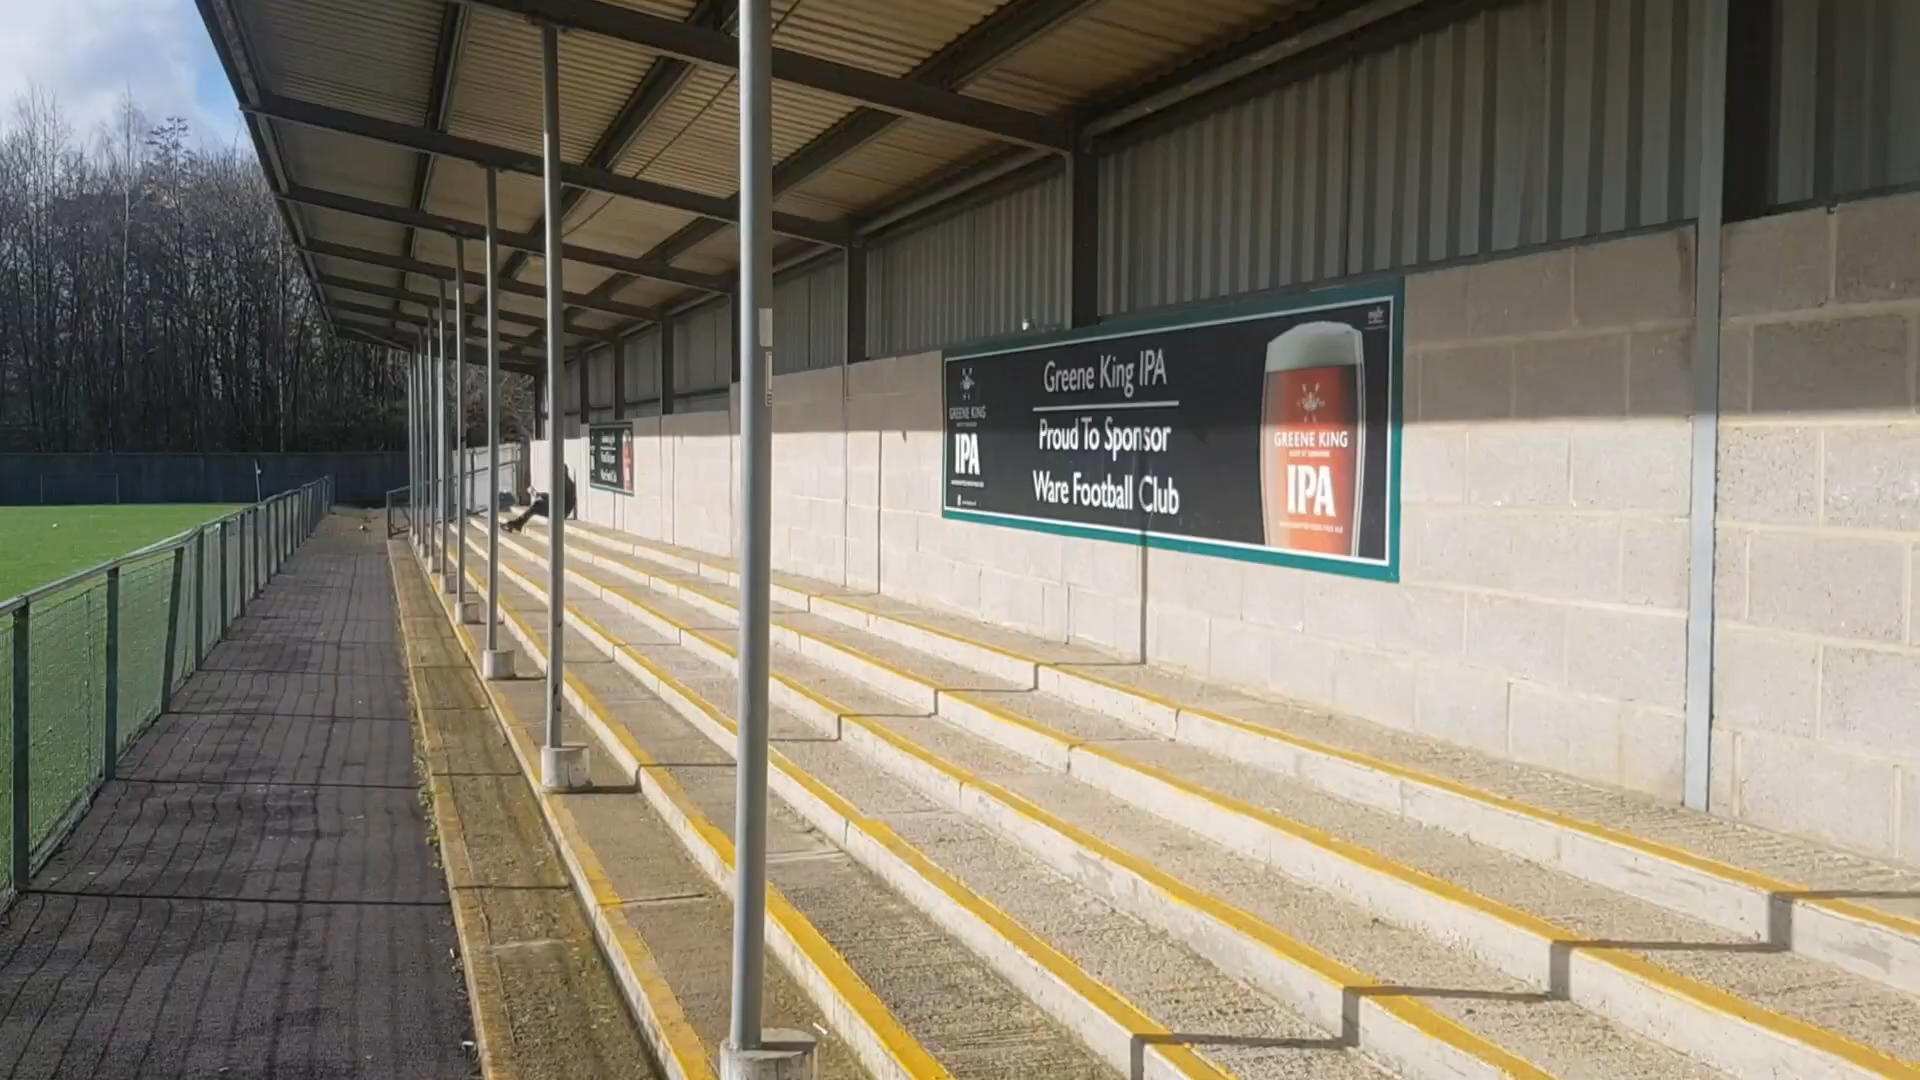 GREENE KING
IPA
Greene King IPA
Proud To Sponsor
Ware Football Club
GREENE KING
IPA